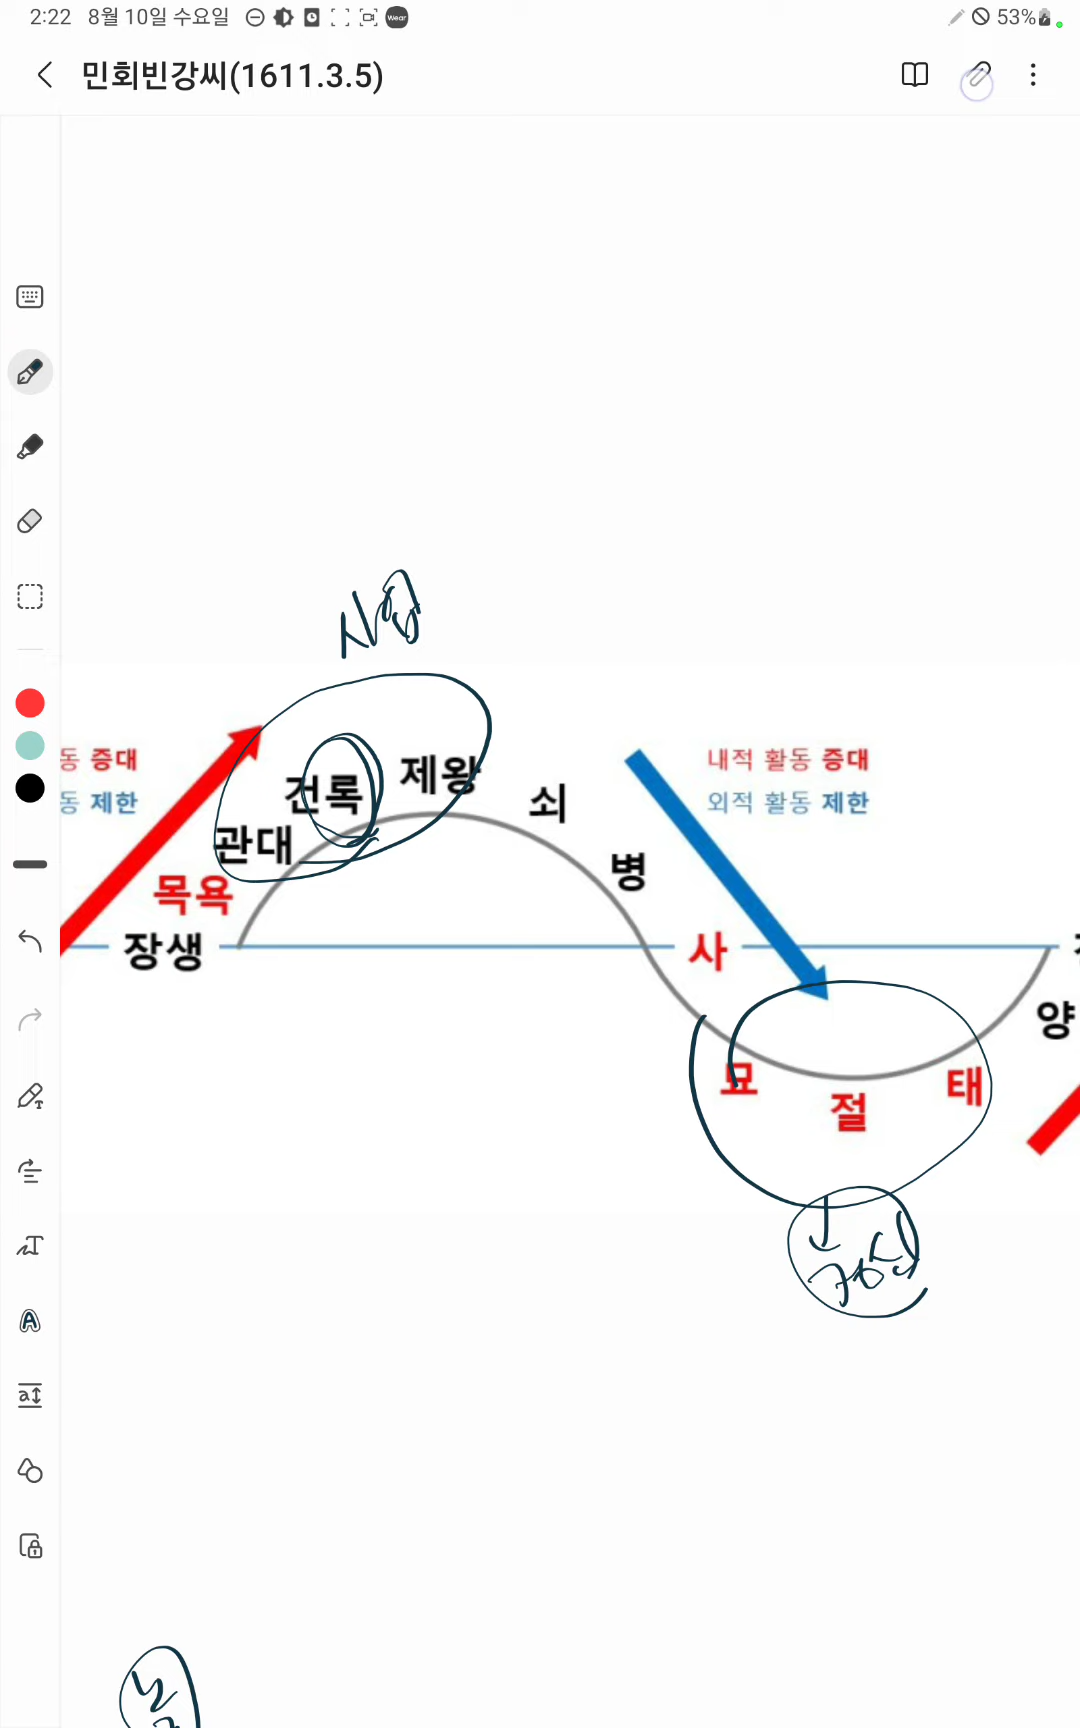 2:22 8월 10일 수요일
53%
민회빈강씨(1611.3.5)
동 증대
동 제한
내적 활동 증대
외적 활동 제한
제왕
건록
쇠
관대
병
목욕
장생
사
양
묘
절
태